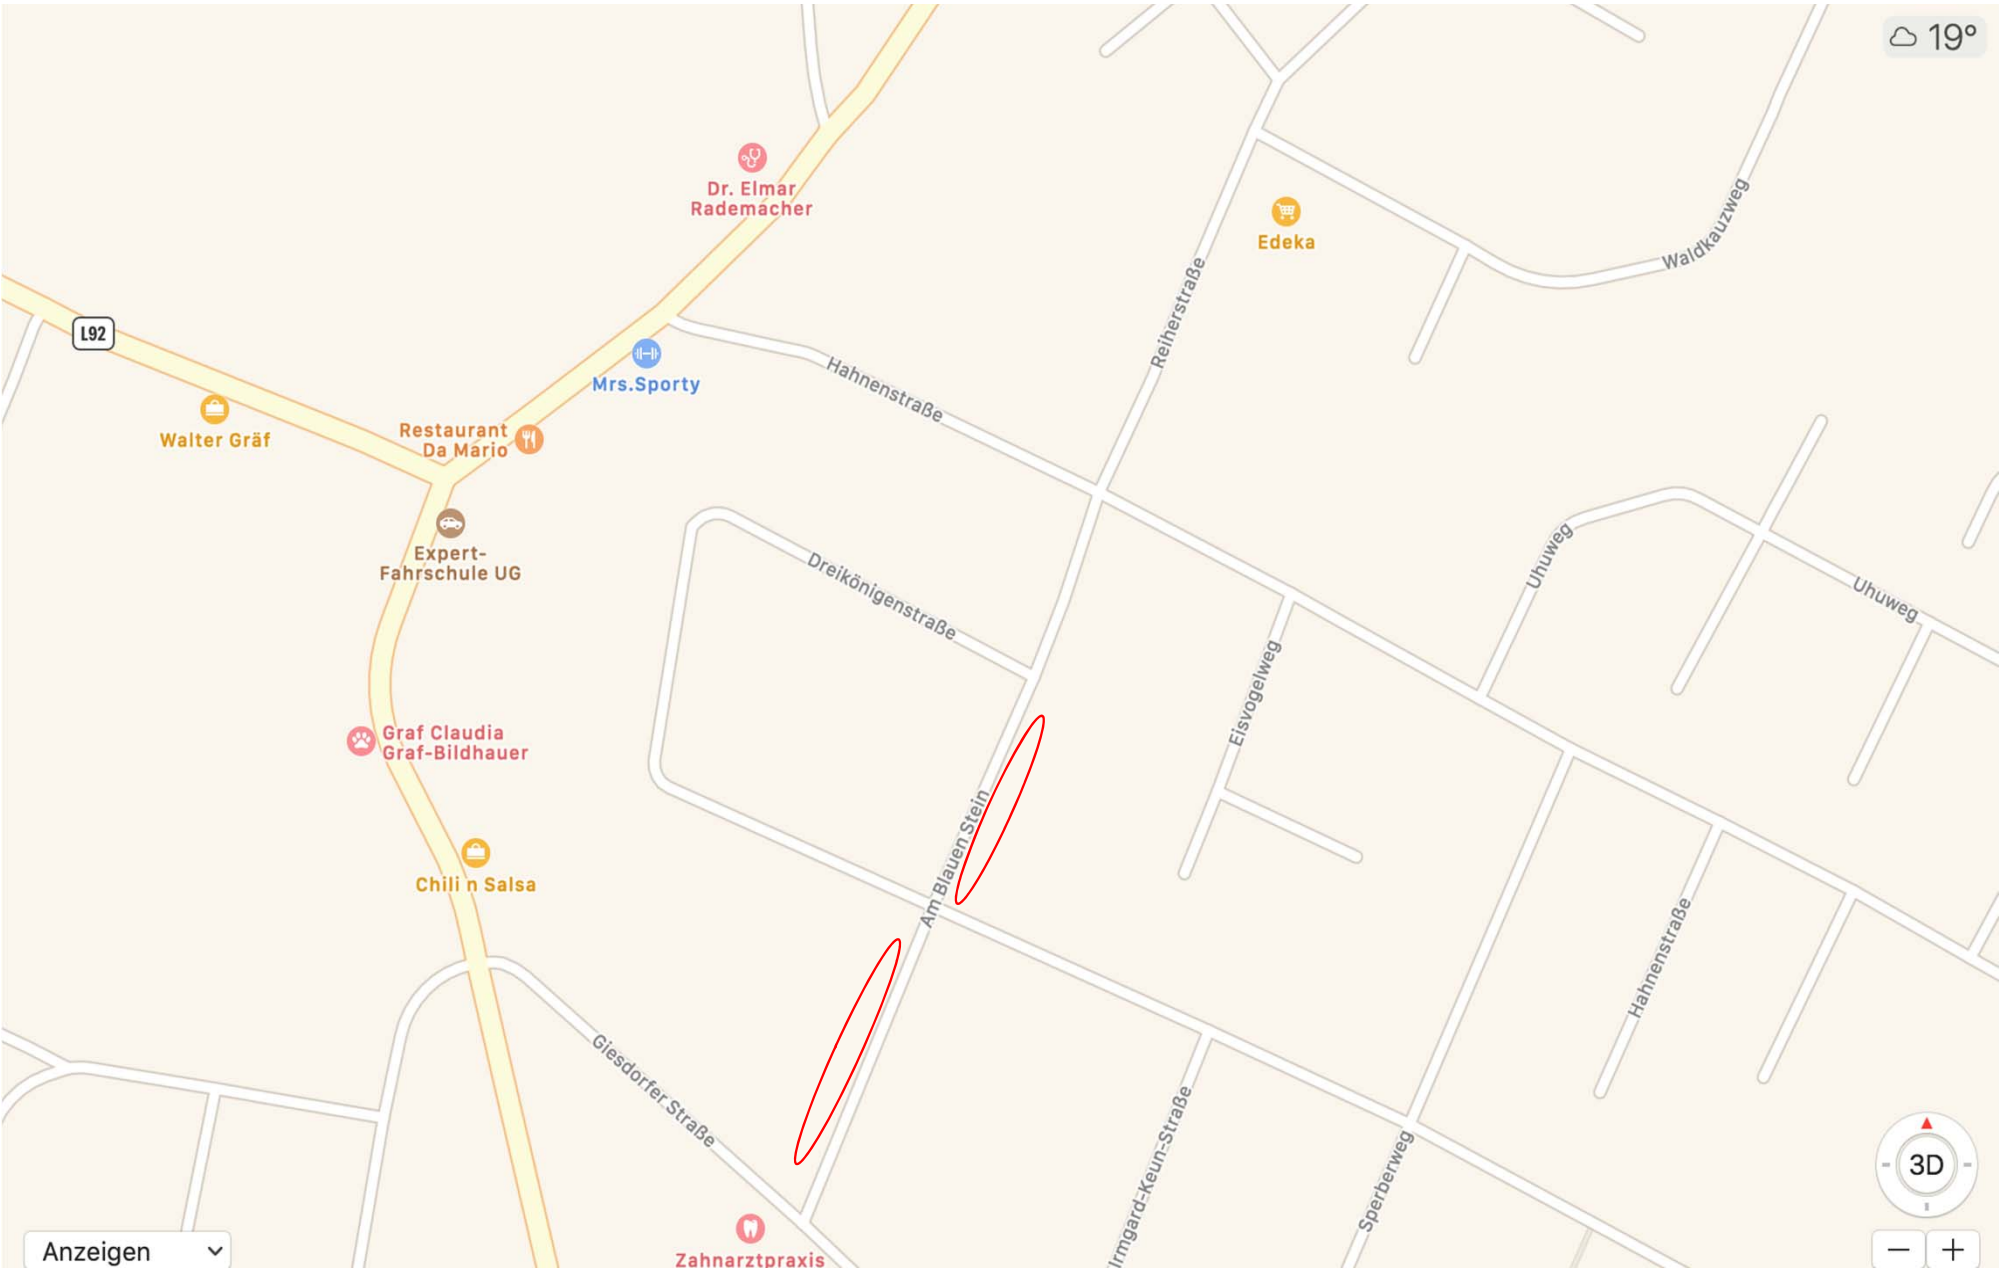 19°
Dr. Elmar
Rademacher
Edeka
Waldkauzweg
Reiherstraße
L92
Mrs.Sporty
Hahnenstraße
Walter Gräf
Restaurant
Da Mario
Expert-
Fahrschule UG
Dreikönigenstraße
Uhuweg
Uhuweg
Eisvogelweg
Graf Claudia
Graf-Bildhauer
Am Blauen Stein
Chili n Salsa
Hahnenstraße
Giesdorfer Straße
Irmgard-Keun-Straße
Sperberweg
3D
Zahnarztpraxis
Anzeigen
− +